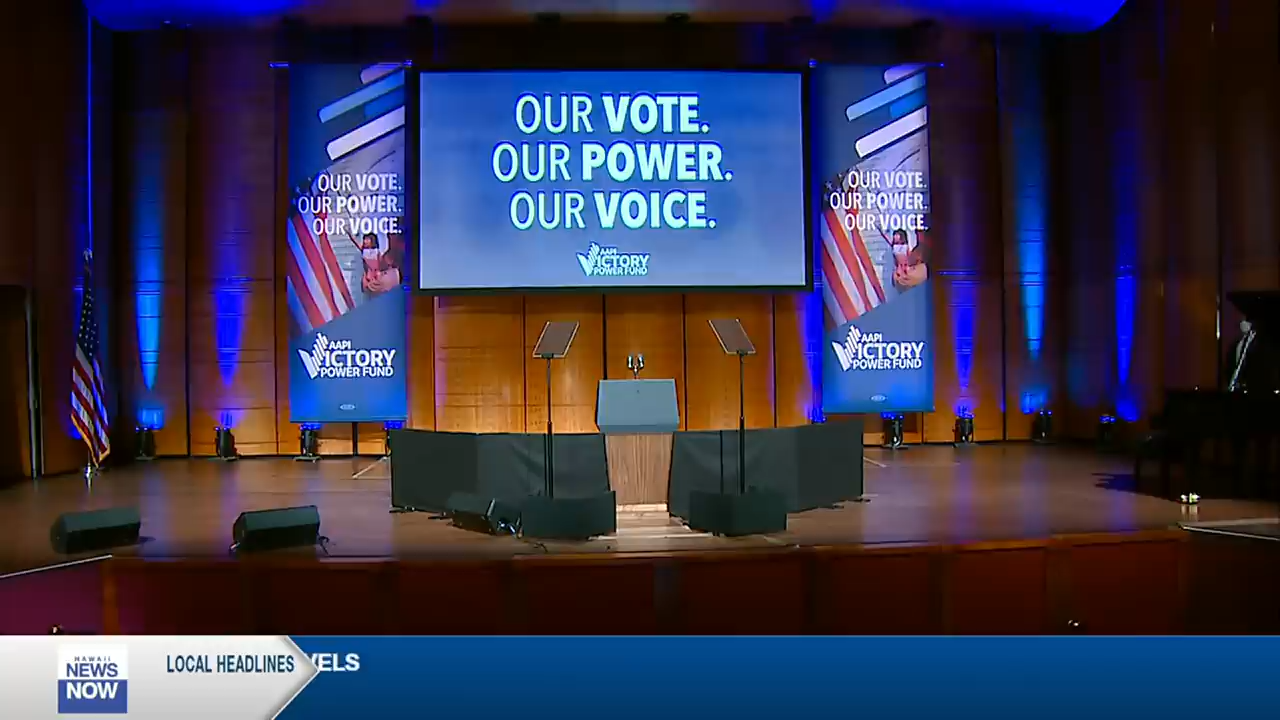 OUR VOTE.
OUR POWER.
OUR VOICE.
AAPI
VICTORY
POWER FUND
OUR VOTE.
OUR POWER.
OUR VOICE.
AAPI
VICTORY
POWER FUND
OUR VOTE.
OUR POWER.
OUR VOICE.
AAPI
VICTORY
POWER FUND
HAWAII
NEWS
NOW
LOCAL HEADLINES
VELS